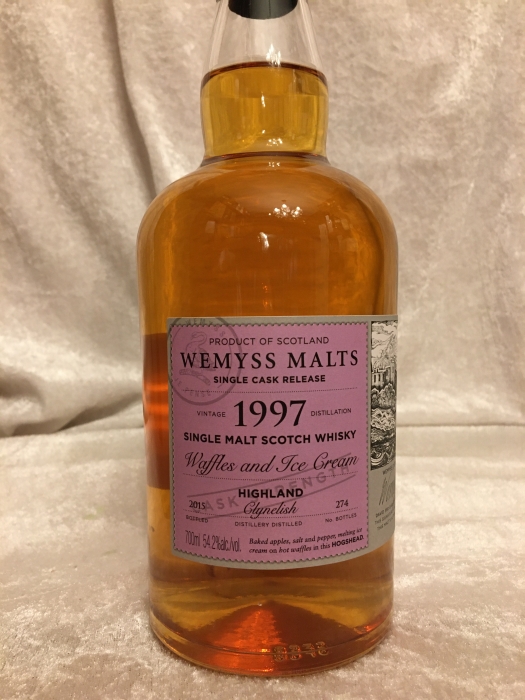 PRODUCT OF SCOTLAND
WEMYSS MALTS
SINGLE CASK RELEASE
VINTAGE 1997 DISTILLATION
SINGLE MALT SCOTCH WHISKY
Waffles and Ice Cream
CASK STRENGTH
HIGHLAND
2015 Clynelish 274
BOTTLED DISTILLERY DISTILLED No. BOTTLES
700ml 54.2%alc/vol. Baked apples, salt and pepper, melting ice
cream on hot waffles in this HOGSHEAD.